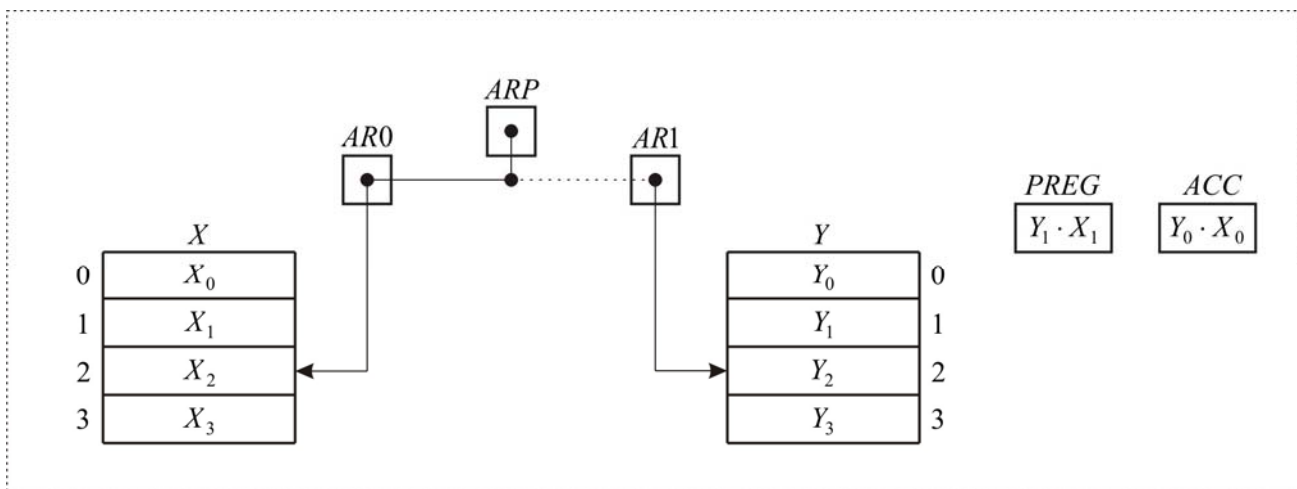 ARP
AR0 AR1
PREG ACC
Y₁ · X₁ Y₀ · X₀
X Y
0 X₀ Y₀ 0
1 X₁ Y₁ 1
2 X₂ Y₂ 2
3 X₃ Y₃ 3